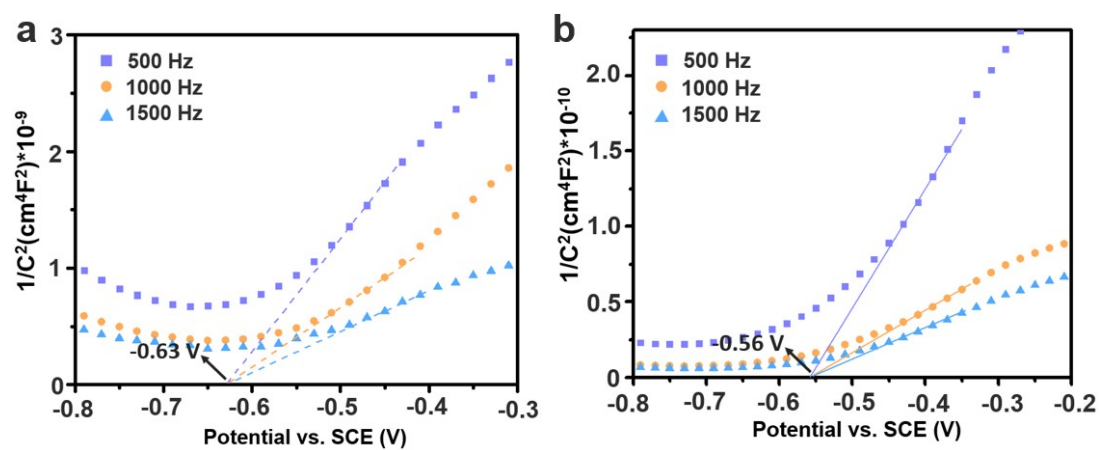 a
3
2
1
0
-0.8
-0.7
-0.6
-0.5
-0.4
-0.3
1/C²(cm⁴F²)*10⁻⁹
Potential vs. SCE (V)
500 Hz
1000 Hz
1500 Hz
-0.63 V
b
2.0
1.5
1.0
0.5
0
-0.8
-0.7
-0.6
-0.5
-0.4
-0.3
-0.2
1/C²(cm⁴F²)*10⁻¹⁰
Potential vs. SCE (V)
500 Hz
1000 Hz
1500 Hz
-0.56 V